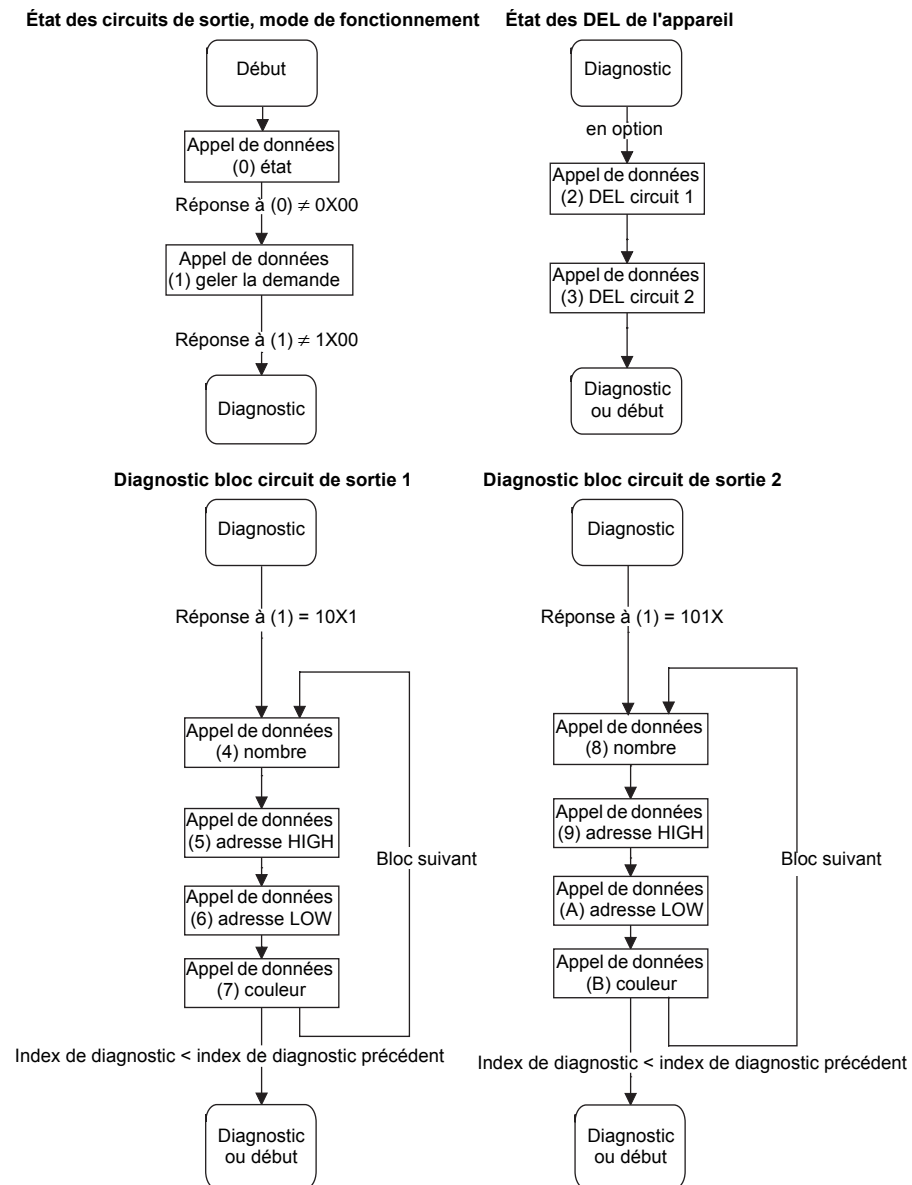 État des circuits de sortie, mode de fonctionnement
Début
Appel de données
(0) état
Réponse à (0) ≠ 0X00
Appel de données
(1) geler la demande
Réponse à (1) ≠ 1X00
Diagnostic
État des DEL de l'appareil
Diagnostic
en option
Appel de données
(2) DEL circuit 1
Appel de données
(3) DEL circuit 2
Diagnostic
ou début
Diagnostic bloc circuit de sortie 1
Diagnostic
Réponse à (1) = 10X1
Appel de données
(4) nombre
Appel de données
(5) adresse HIGH
Bloc suivant
Appel de données
(6) adresse LOW
Appel de données
(7) couleur
Index de diagnostic < index de diagnostic précédent
Diagnostic
ou début
Diagnostic bloc circuit de sortie 2
Diagnostic
Réponse à (1) = 101X
Appel de données
(8) nombre
Appel de données
(9) adresse HIGH
Bloc suivant
Appel de données
(A) adresse LOW
Appel de données
(B) couleur
Index de diagnostic < index de diagnostic précédent
Diagnostic
ou début